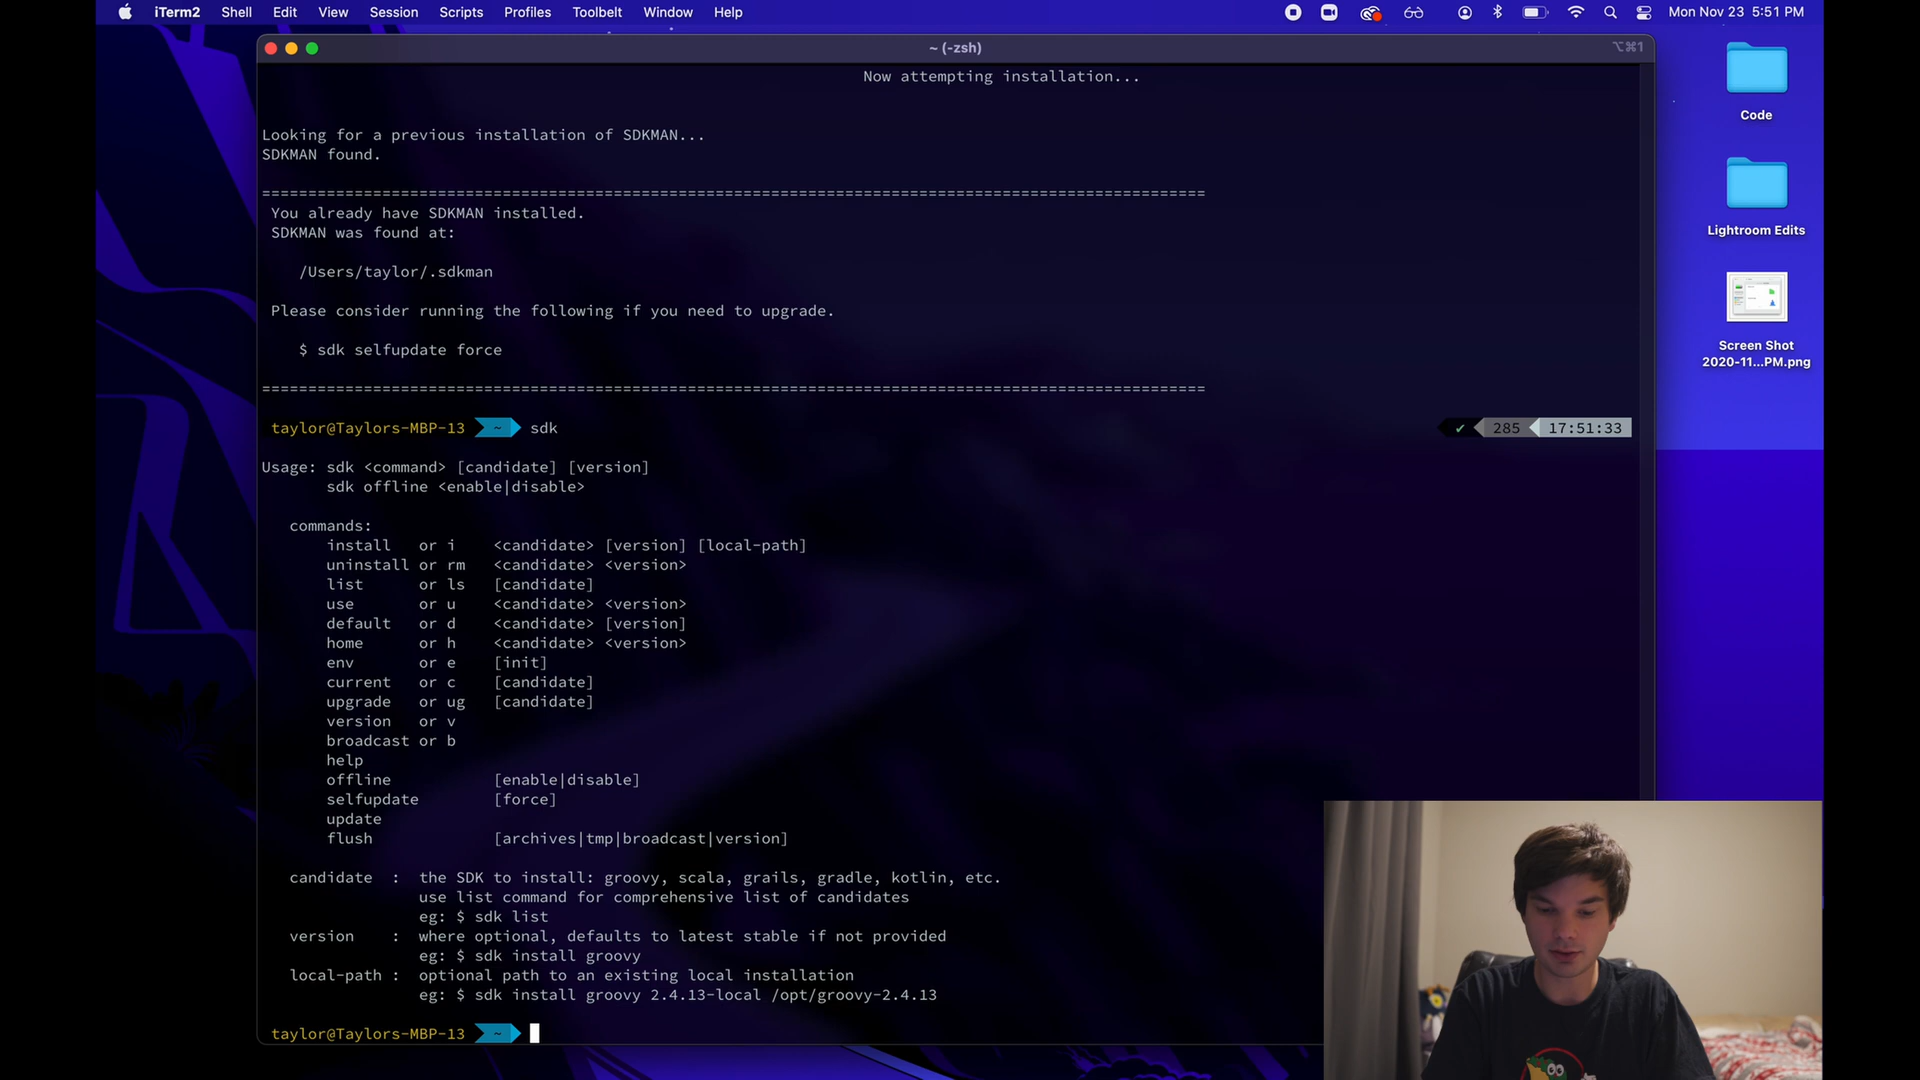 iTerm2 Shell Edit View Session Scripts Profiles Toolbelt Window Help Mon Nov 23 5:51 PM
~ (-zsh) ⌥⌘1
Now attempting installation...
Looking for a previous installation of SDKMAN...
SDKMAN found.
======================================================================================================
You already have SDKMAN installed.
SDKMAN was found at:
/Users/taylor/.sdkman
Please consider running the following if you need to upgrade.
$ sdk selfupdate force
======================================================================================================
taylor@Taylors-MBP-13 ~ sdk ✔ 285 17:51:33
Usage: sdk <command> [candidate] [version]
sdk offline <enable|disable>
commands:
install or i <candidate> [version] [local-path]
uninstall or rm <candidate> <version>
list or ls [candidate]
use or u <candidate> <version>
default or d <candidate> [version]
home or h <candidate> <version>
env or e [init]
current or c [candidate]
upgrade or ug [candidate]
version or v
broadcast or b
help
offline [enable|disable]
selfupdate [force]
update
flush [archives|tmp|broadcast|version]
candidate : the SDK to install: groovy, scala, grails, gradle, kotlin, etc.
use list command for comprehensive list of candidates
eg: $ sdk list
version : where optional, defaults to latest stable if not provided
eg: $ sdk install groovy
local-path : optional path to an existing local installation
eg: $ sdk install groovy 2.4.13-local /opt/groovy-2.4.13
taylor@Taylors-MBP-13 ~
Code
Lightroom Edits
Screen Shot
2020-11...PM.png